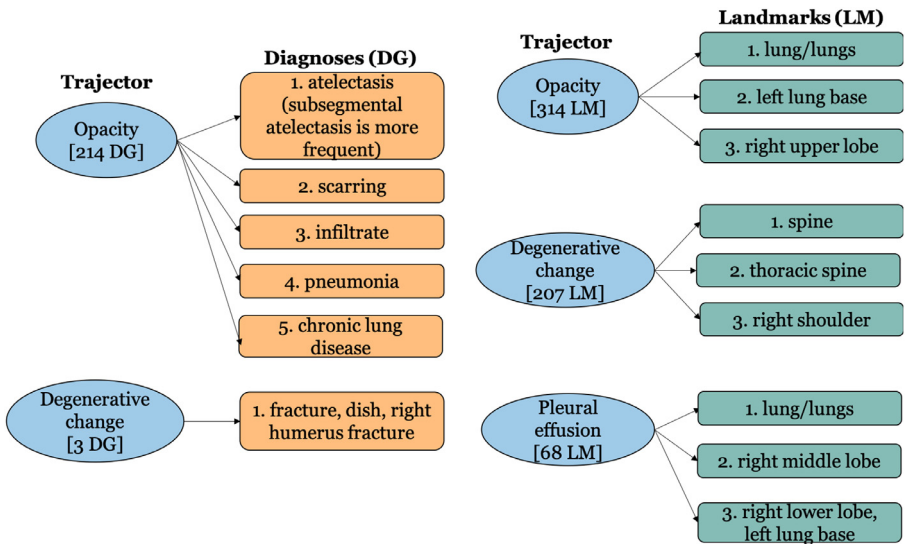 Trajector
Diagnoses (DG)
Opacity
[214 DG]
1. atelectasis
(subsegmental
atelectasis is more
frequent)
2. scarring
3. infiltrate
4. pneumonia
5. chronic lung
disease
Degenerative
change
[3 DG]
1. fracture, dish, right
humerus fracture
Trajector
Landmarks (LM)
Opacity
[314 LM]
1. lung/lungs
2. left lung base
3. right upper lobe
Degenerative
change
[207 LM]
1. spine
2. thoracic spine
3. right shoulder
Pleural
effusion
[68 LM]
1. lung/lungs
2. right middle lobe
3. right lower lobe,
left lung base